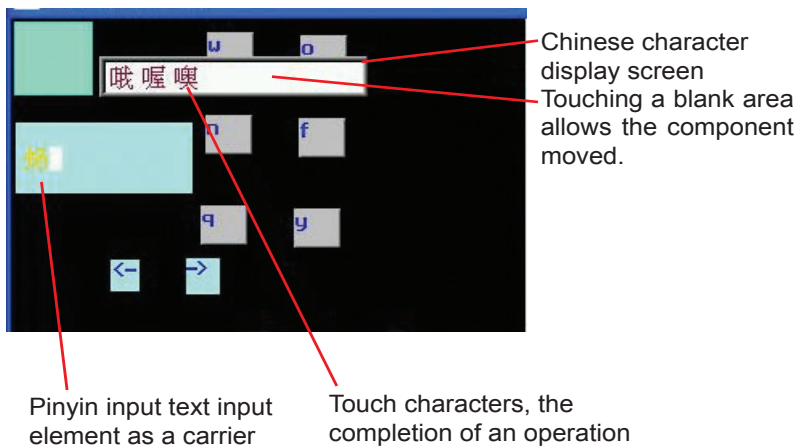 w o
哦 喔 噢
n f
q y
<- ->
Chinese character
display screen
Touching a blank area
allows the component
moved.
Pinyin input text input
element as a carrier
Touch characters, the
completion of an operation